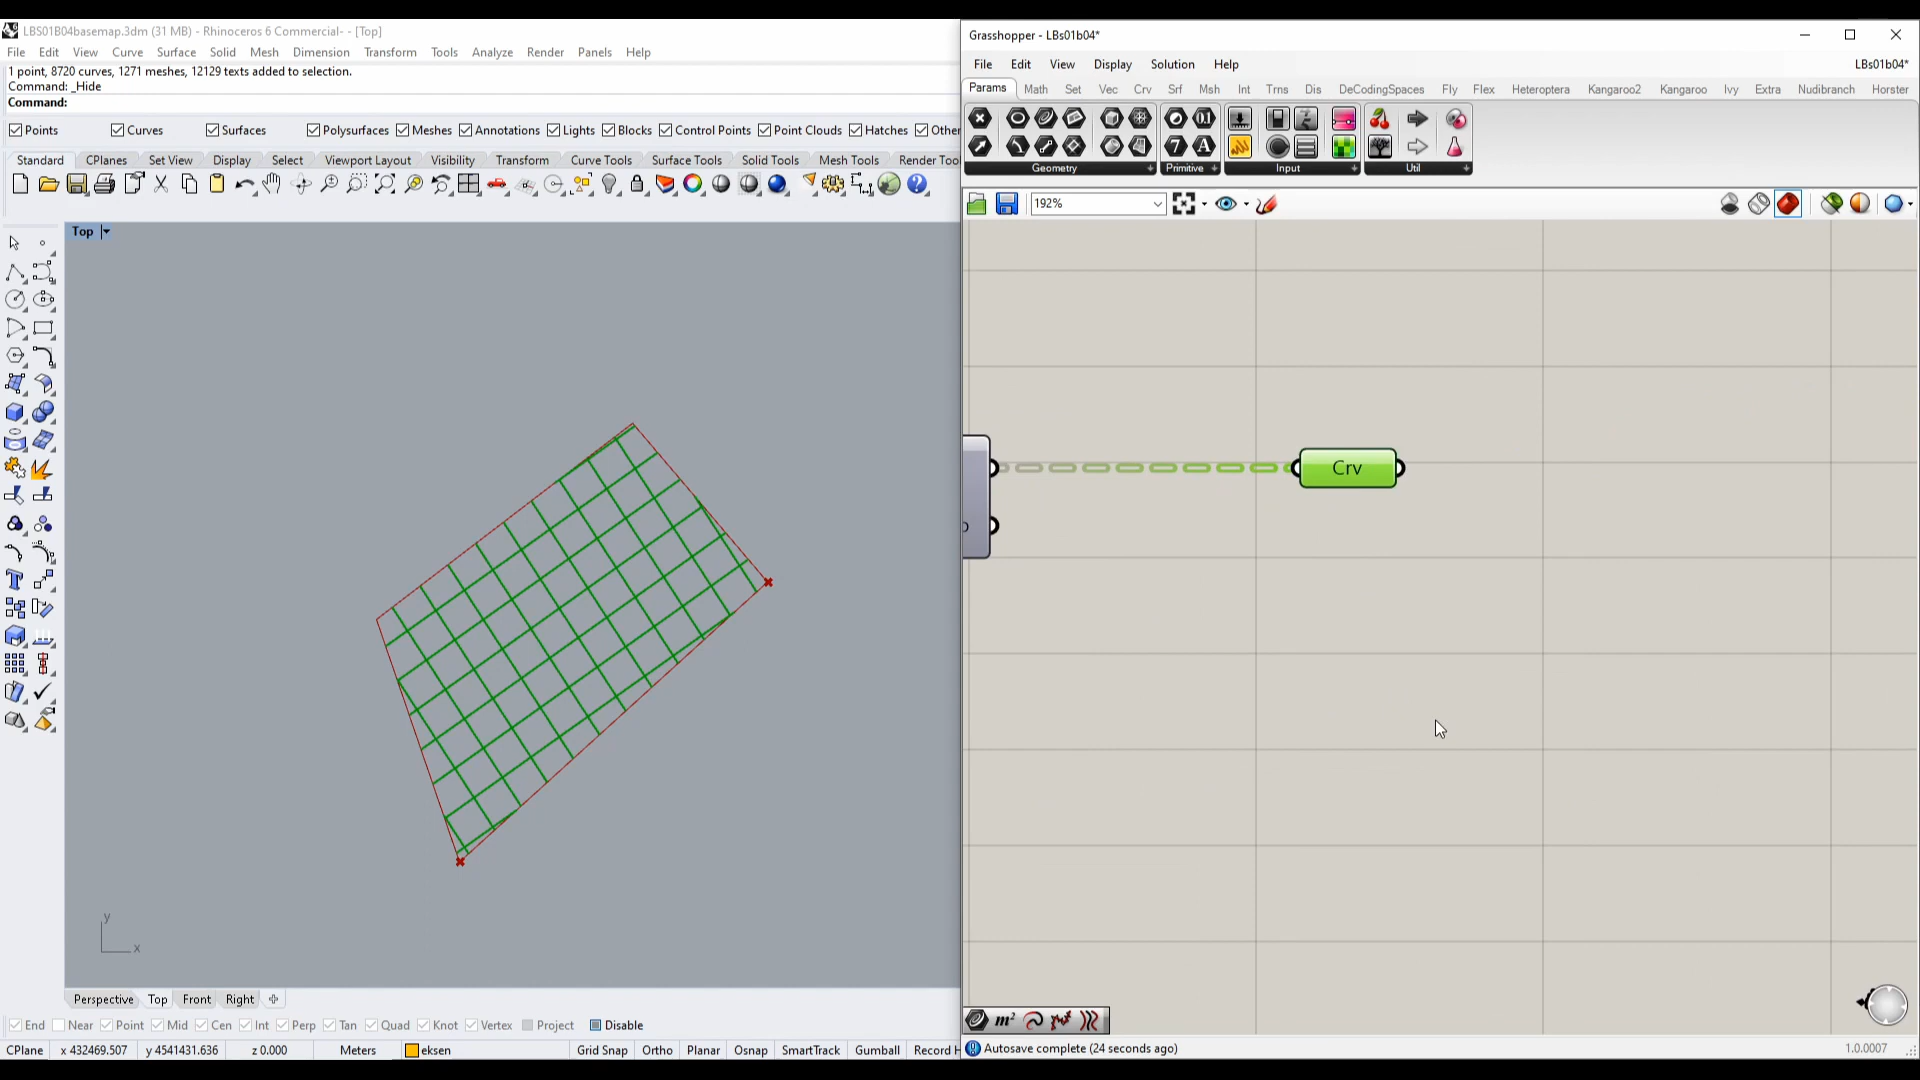 LBS01B04basemap.3dm (31 MB) - Rhinoceros 6 Commercial- - [Top]
File Edit View Curve Surface Solid Mesh Dimension Transform Tools Analyze Render Panels Help
1 point, 8720 curves, 1271 meshes, 12129 texts added to selection.
Command: _Hide
Command:
Points Curves Surfaces Polysurfaces Meshes Annotations Lights Blocks Control Points Point Clouds Hatches Other
Standard CPlanes Set View Display Select Viewport Layout Visibility Transform Curve Tools Surface Tools Solid Tools Mesh Tools Render Too
Top
y
x
Perspective Top Front Right
End Near Point Mid Cen Int Perp Tan Quad Knot Vertex Project Disable
CPlane x 432469.507 y 4541431.636 z 0.000 Meters eksen Grid Snap Ortho Planar Osnap SmartTrack Gumball Record H
Grasshopper - LBs01b04*
File Edit View Display Solution Help LBs01b04*
Params Math Set Vec Crv Srf Msh Int Trns Dis DeCodingSpaces Fly Flex Heteroptera Kangaroo2 Kangaroo Ivy Extra Nudibranch Horster
Geometry Primitive Input Util
192%
Crv
m²
Autosave complete (24 seconds ago) 1.0.0007